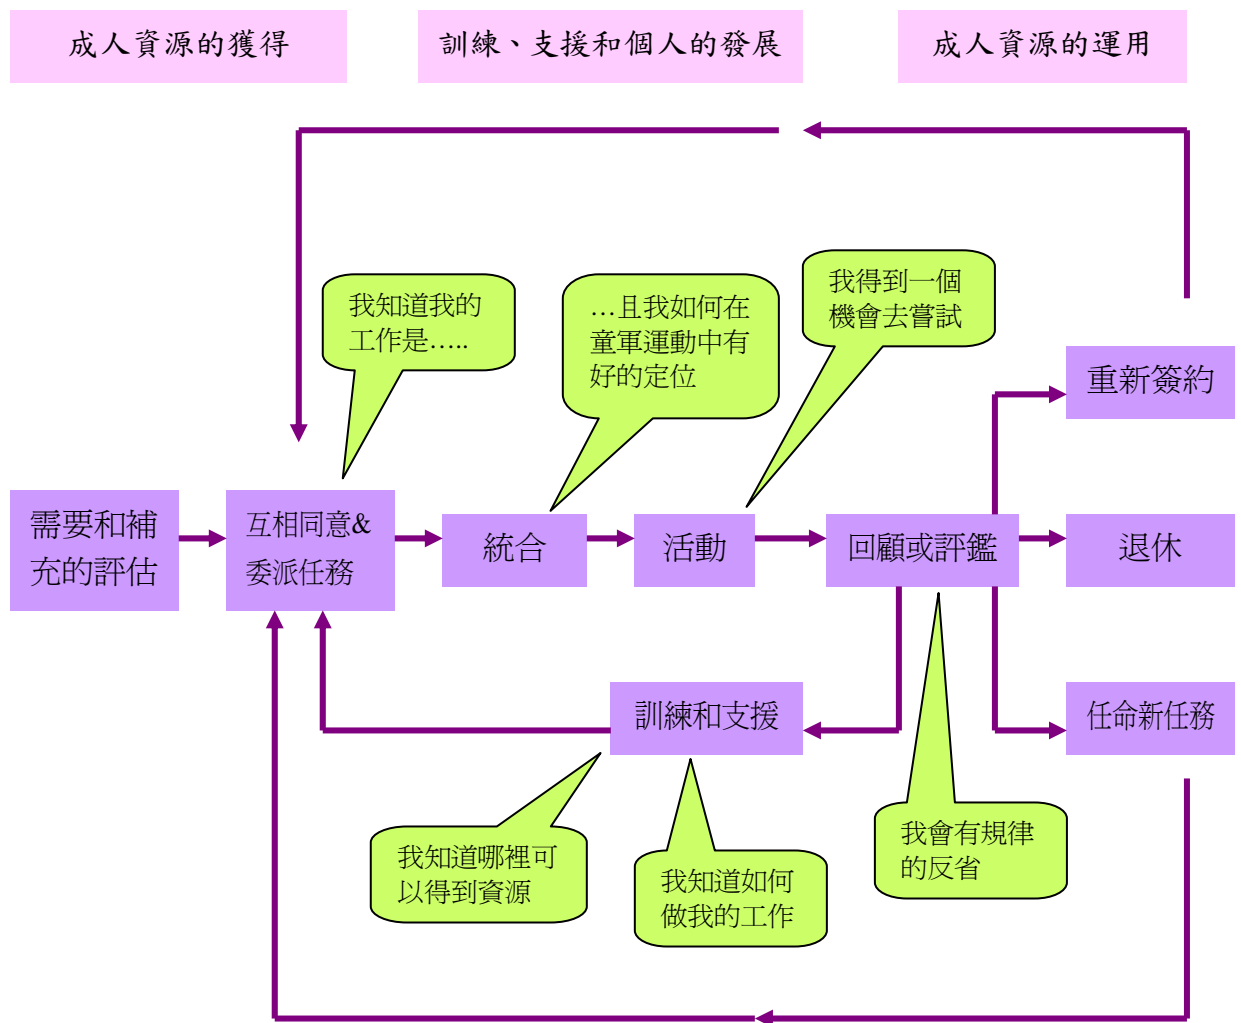 成人資源的獲得
訓練、支援和個人的發展
成人資源的運用
我知道我的
工作是…..
…且我如何在
童軍運動中有
好的定位
我得到一個
機會去嘗試
重新簽約
需要和補
充的評估
互相同意&
委派任務
統合
活動
回顧或評鑑
退休
訓練和支援
任命新任務
我知道哪裡可
以得到資源
我知道如何
做我的工作
我會有規律
的反省